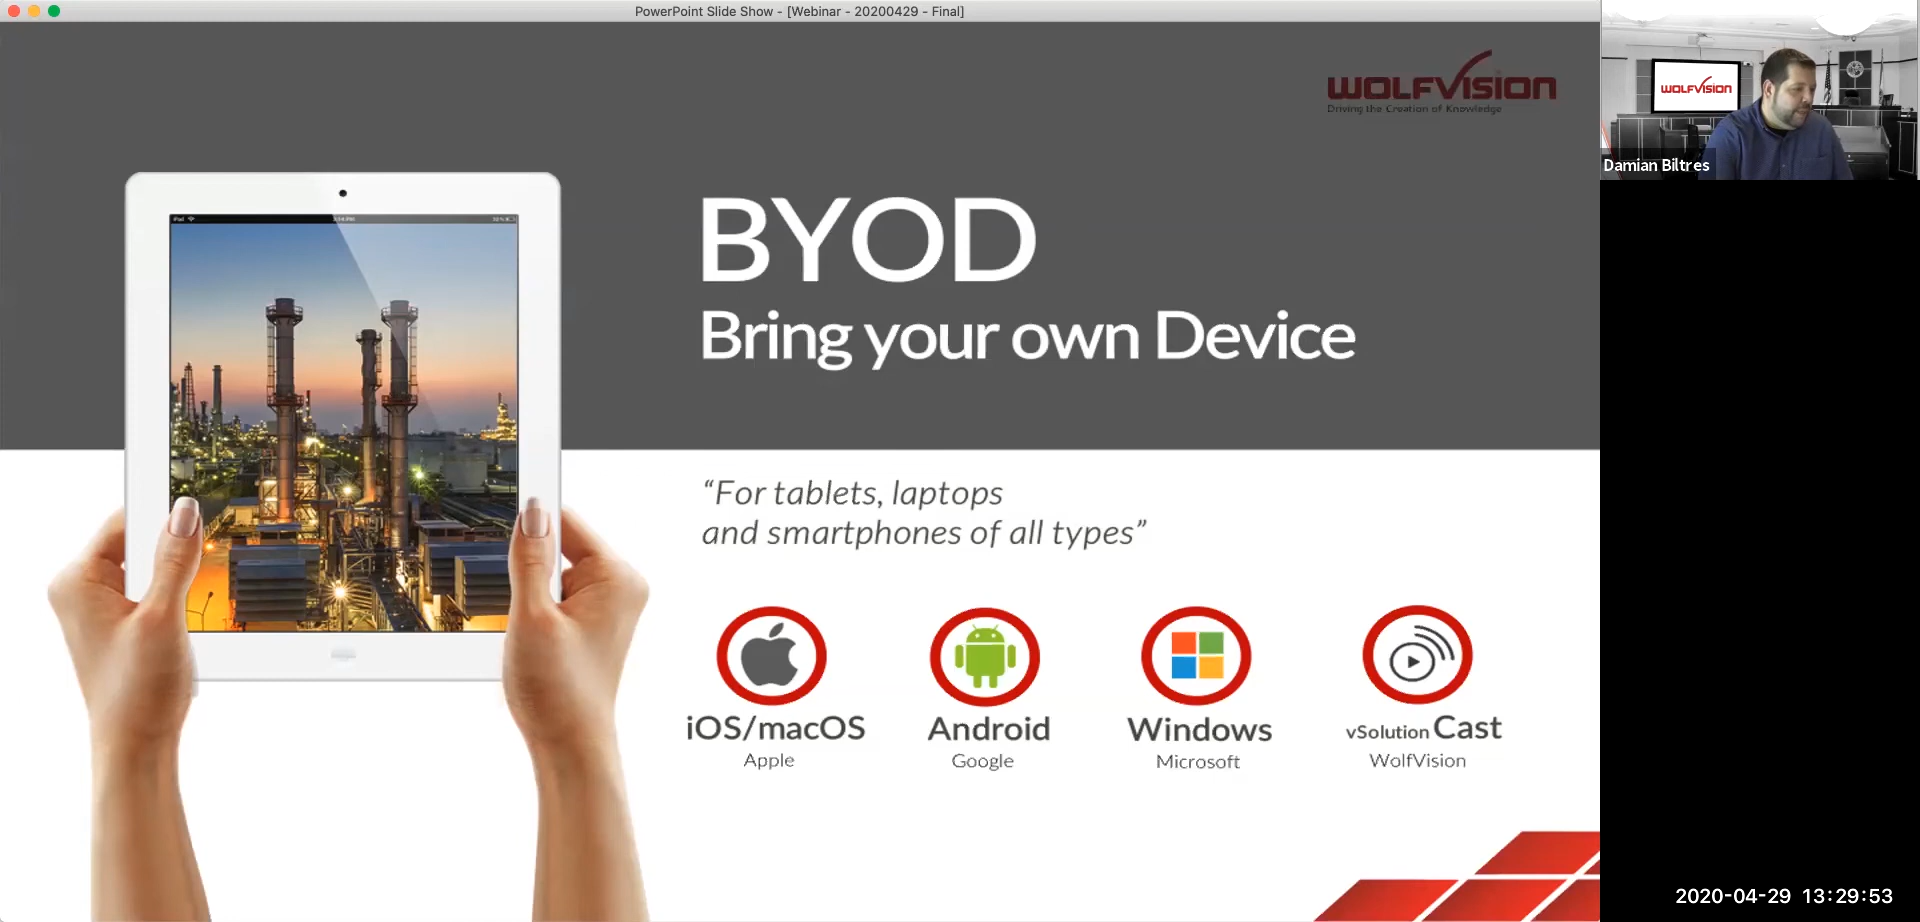 PowerPoint Slide Show - [Webinar - 20200429 - Final]
WOLFVISION
Driving the Creation of Knowledge
WOLFVISION
Damian Biltres
iPad
BYOD
Bring your own Device
“For tablets, laptops
and smartphones of all types”
iOS/macOS
Apple
Android
Google
Windows
Microsoft
vSolution Cast
WolfVision
2020-04-29 13:29:53